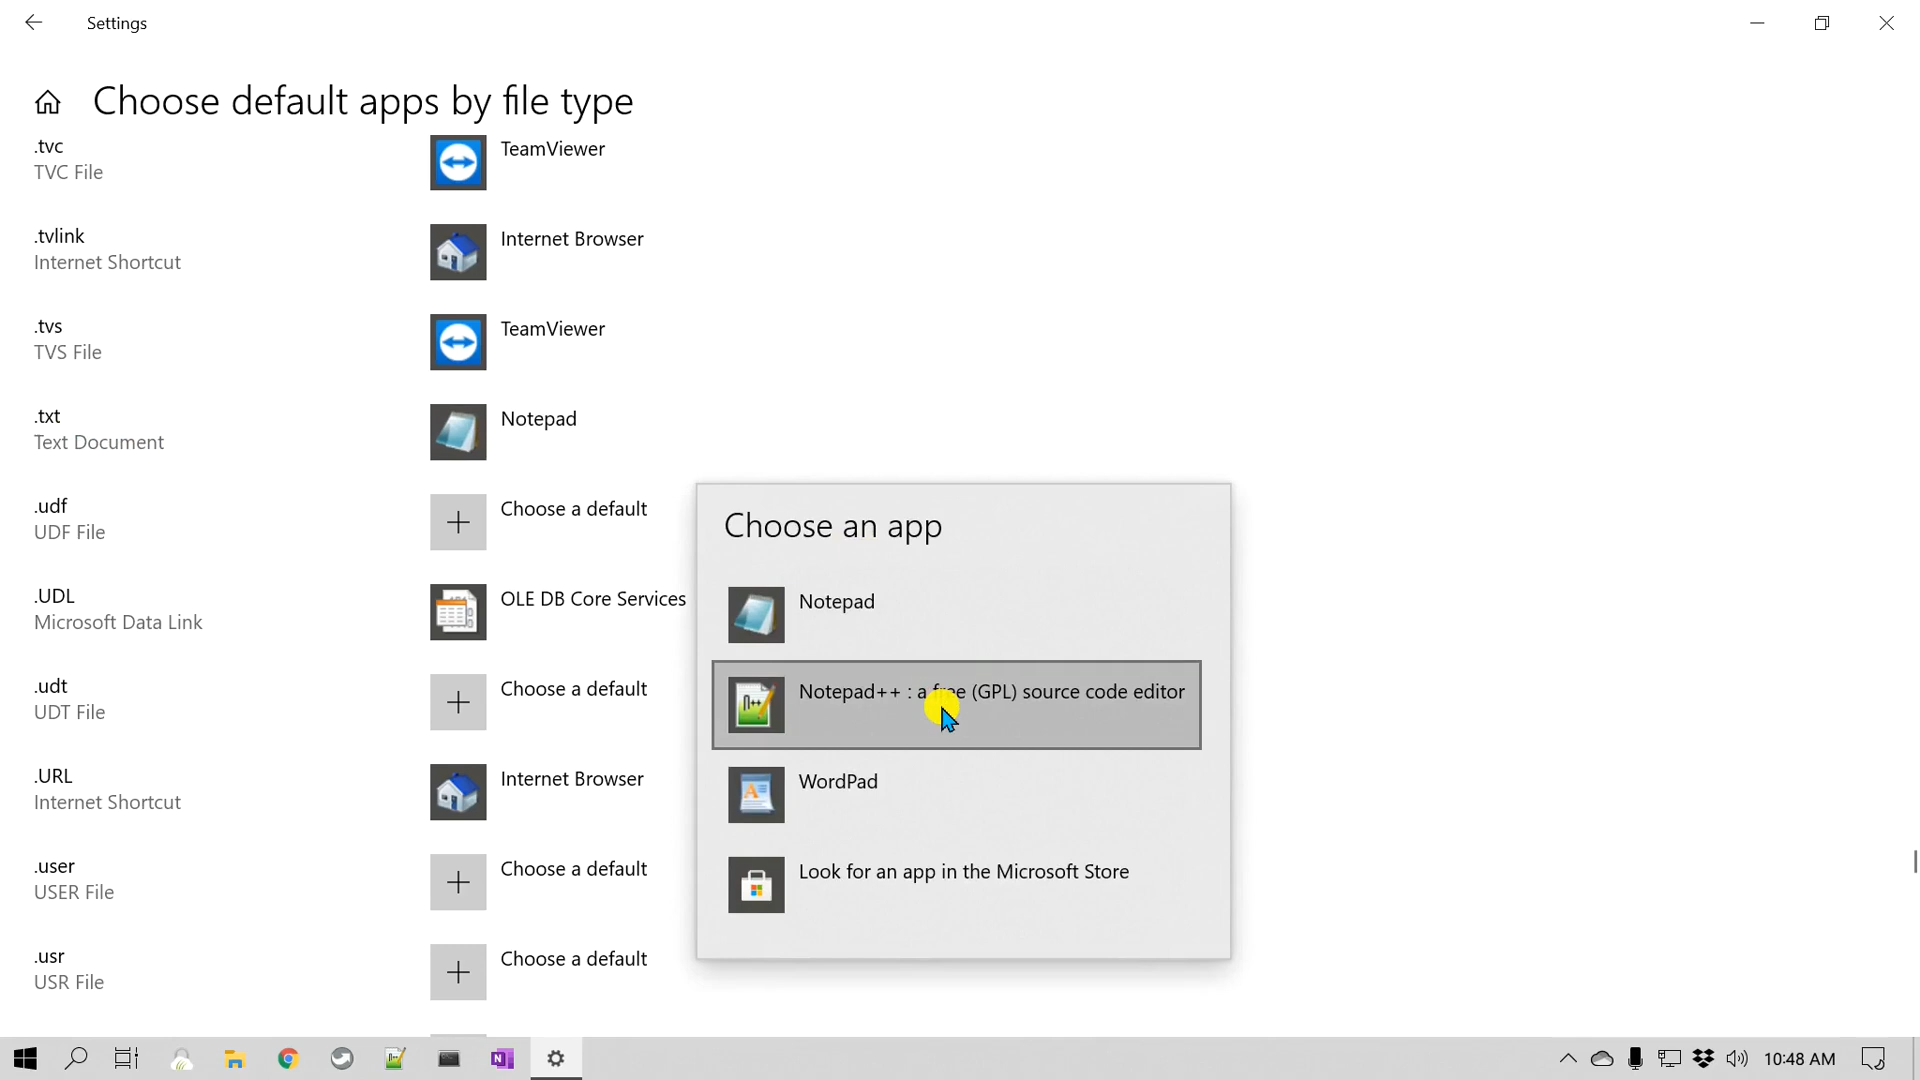 Settings
Choose default apps by file type
.tvc TeamViewer
TVC File
.tvlink Internet Browser
Internet Shortcut
.tvs TeamViewer
TVS File
.txt Notepad
Text Document
.udf Choose a default
UDF File
.UDL OLE DB Core Services
Microsoft Data Link
.udt Choose a default
UDT File
.URL Internet Browser
Internet Shortcut
.user Choose a default
USER File
.usr Choose a default
USR File
Choose an app
Notepad
Notepad++ : a free (GPL) source code editor
WordPad
Look for an app in the Microsoft Store
10:48 AM